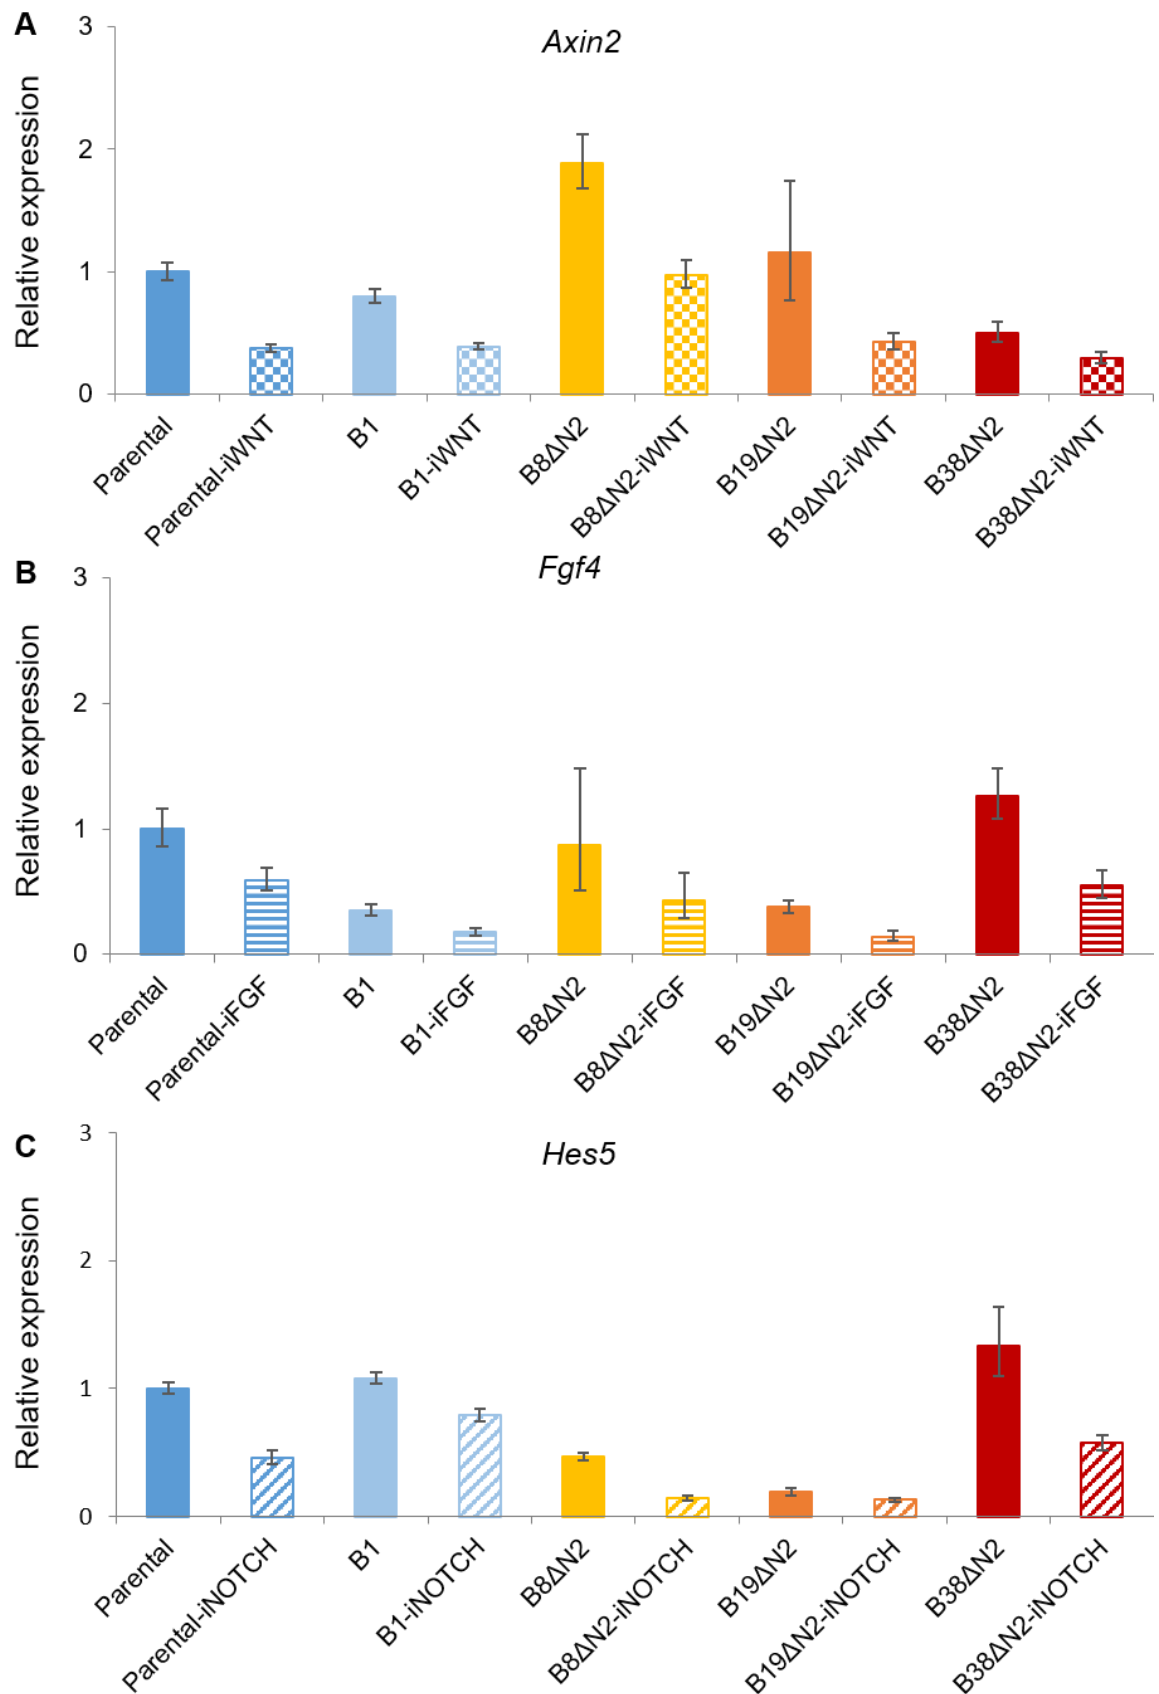 A
Axin2
Relative expression
3
2
1
0
Parental
Parental-iWNT
B1
B1-iWNT
B8ΔN2
B8ΔN2-iWNT
B19ΔN2
B19ΔN2-iWNT
B38ΔN2
B38ΔN2-iWNT
B
Fgf4
Relative expression
3
2
1
0
Parental
Parental-iFGF
B1
B1-iFGF
B8ΔN2
B8ΔN2-iFGF
B19ΔN2
B19ΔN2-iFGF
B38ΔN2
B38ΔN2-iFGF
C
Hes5
Relative expression
3
2
1
0
Parental
Parental-iNOTCH
B1
B1-iNOTCH
B8ΔN2
B8ΔN2-iNOTCH
B19ΔN2
B19ΔN2-iNOTCH
B38ΔN2
B38ΔN2-iNOTCH